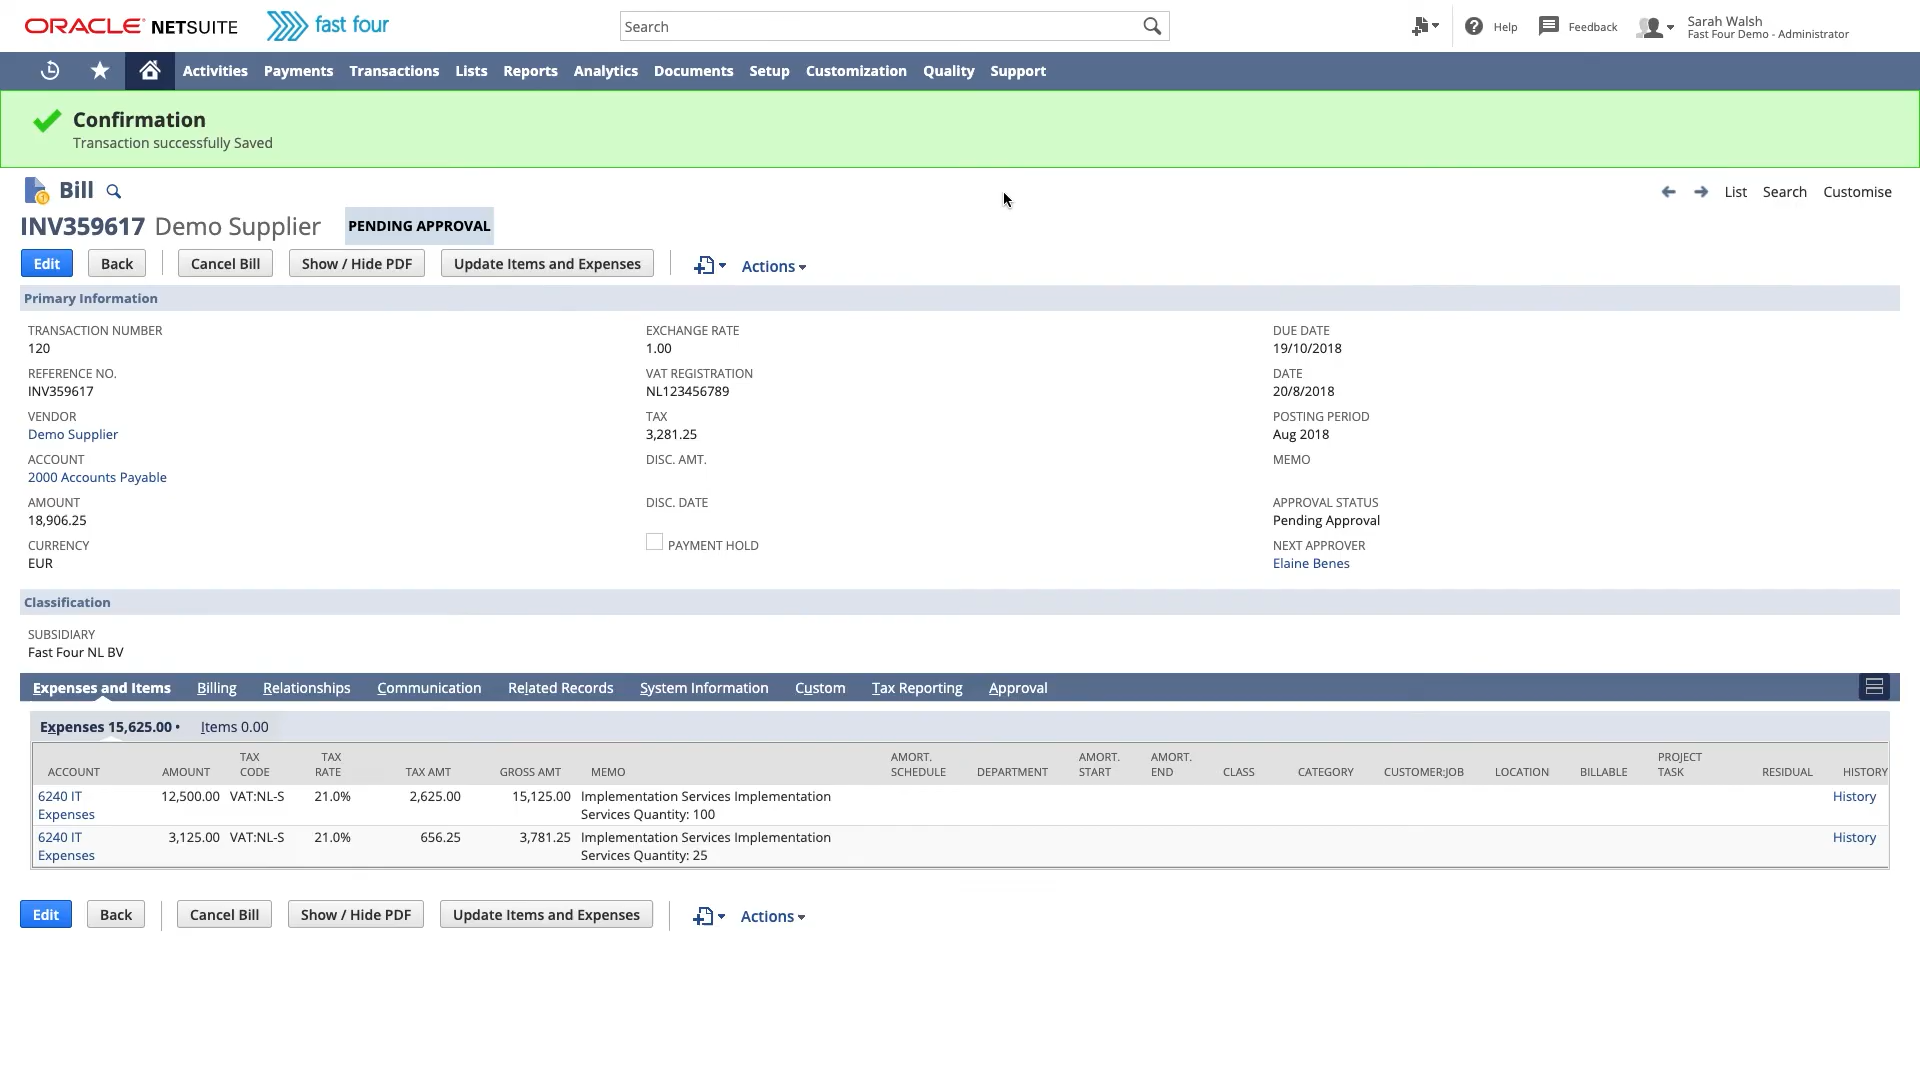 ORACLE NETSUITE fast four Search Help Feedback Sarah Walsh
Fast Four Demo - Administrator
Activities Payments Transactions Lists Reports Analytics Documents Setup Customization Quality Support
Confirmation
Transaction successfully Saved
Bill List Search Customise
INV359617 Demo Supplier PENDING APPROVAL
Edit Back Cancel Bill Show / Hide PDF Update Items and Expenses Actions
Primary Information
TRANSACTION NUMBER
120
REFERENCE NO.
INV359617
VENDOR
Demo Supplier
ACCOUNT
2000 Accounts Payable
AMOUNT
18,906.25
CURRENCY
EUR
EXCHANGE RATE
1.00
VAT REGISTRATION
NL123456789
TAX
3,281.25
DISC. AMT.
DISC. DATE
PAYMENT HOLD
DUE DATE
19/10/2018
DATE
20/8/2018
POSTING PERIOD
Aug 2018
MEMO
APPROVAL STATUS
Pending Approval
NEXT APPROVER
Elaine Benes
Classification
SUBSIDIARY
Fast Four NL BV
Expenses and Items Billing Relationships Communication Related Records System Information Custom Tax Reporting Approval
Expenses 15,625.00 • Items 0.00
ACCOUNT AMOUNT TAX CODE TAX RATE TAX AMT GROSS AMT MEMO AMORT. SCHEDULE DEPARTMENT AMORT. START AMORT. END CLASS CATEGORY CUSTOMER:JOB LOCATION BILLABLE PROJECT TASK RESIDUAL HISTORY
6240 IT 12,500.00 VAT:NL-S 21.0% 2,625.00 15,125.00 Implementation Services Implementation History
Expenses Services Quantity: 100
6240 IT 3,125.00 VAT:NL-S 21.0% 656.25 3,781.25 Implementation Services Implementation History
Expenses Services Quantity: 25
Edit Back Cancel Bill Show / Hide PDF Update Items and Expenses Actions